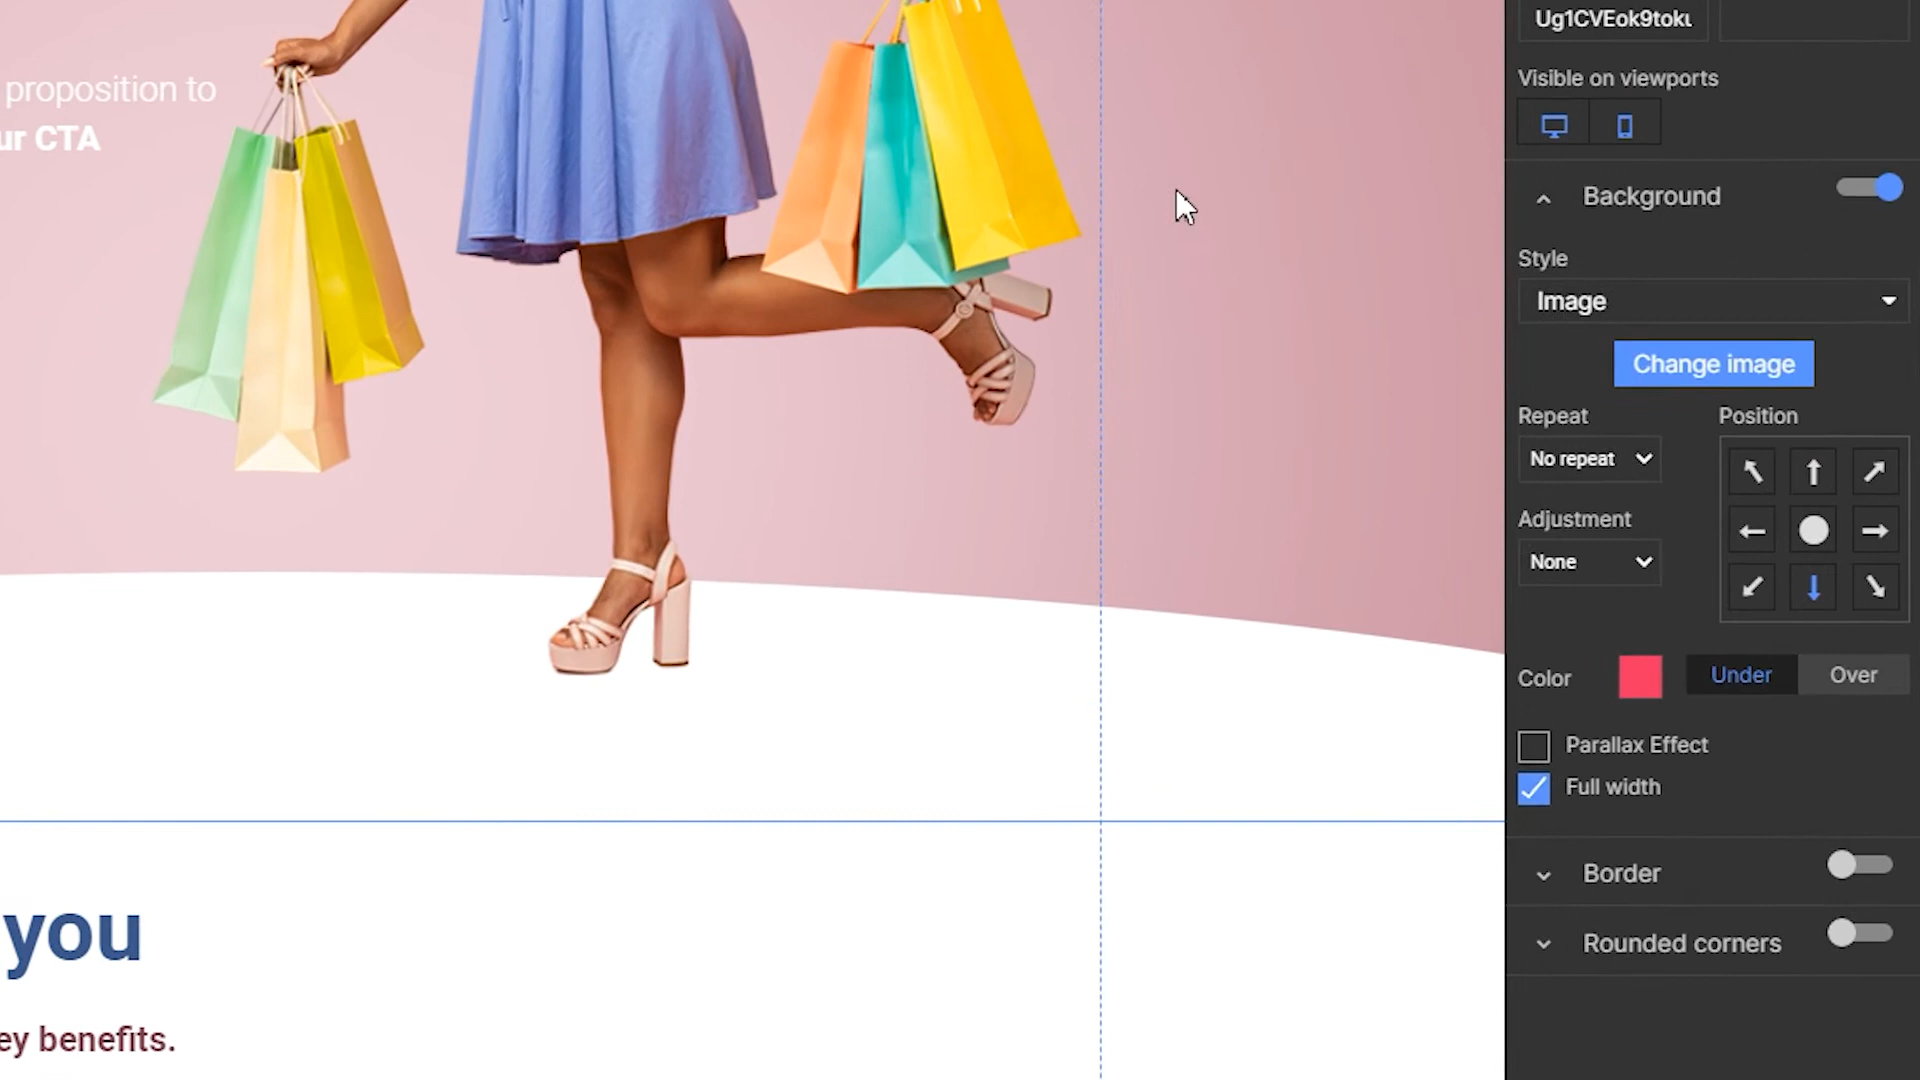 proposition to
ur CTA
you
ey benefits.
Ug1CVEok9toku
Visible on viewports
Background
Style
Image
Change image
Repeat
Position
No repeat
Adjustment
None
Color
Under
Over
Parallax Effect
Full width
Border
Rounded corners